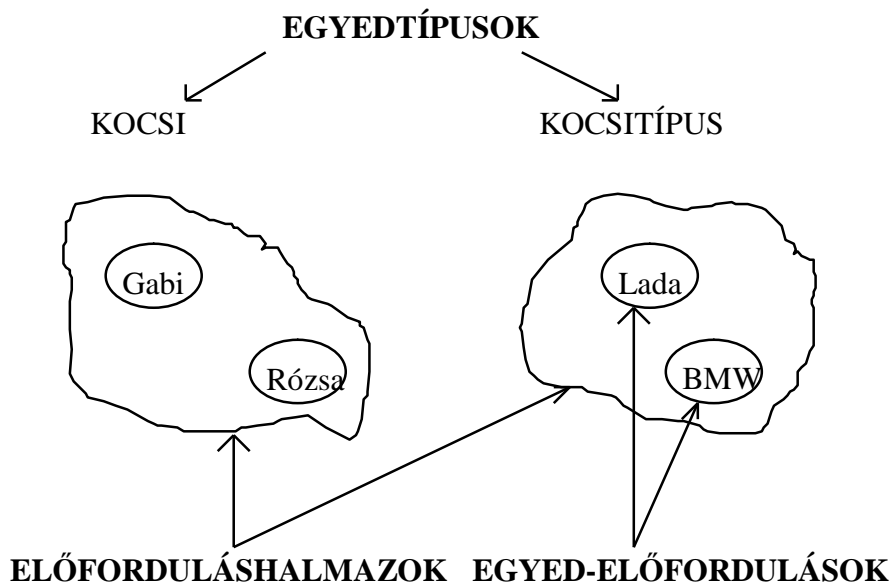 EGYEDTÍPUSOK
KOCSI KOCSITÍPUS
Gabi Lada
Rózsa BMW
ELŐFORDULÁSHALMAZOK EGYED-ELŐFORDULÁSOK